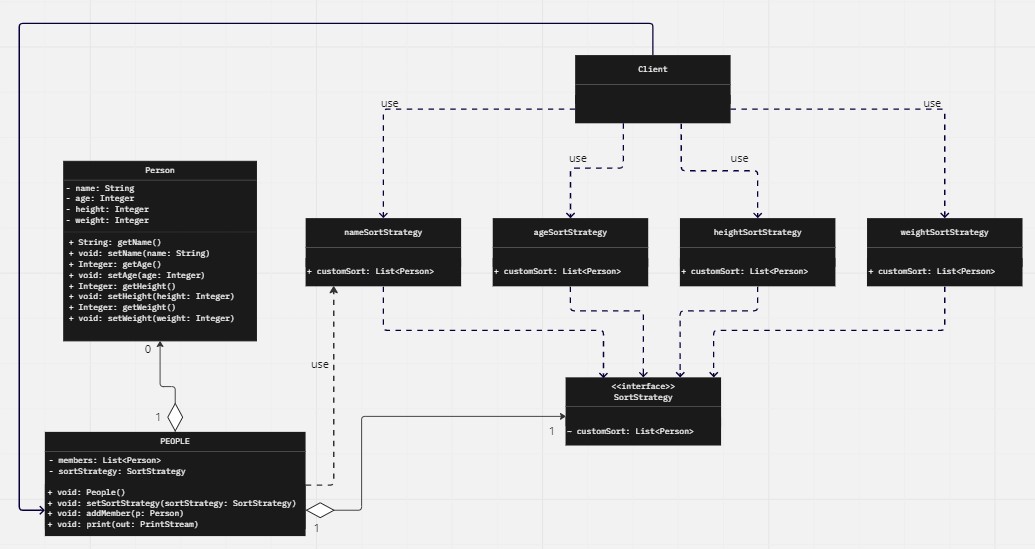 Client
use
use
use
use
Person
- name: String
- age: Integer
- height: Integer
- weight: Integer
+ String: getName()
+ void: setName(name: String)
+ Integer: getAge()
+ void: setAge(age: Integer)
+ Integer: getHeight()
+ void: setHeight(height: Integer)
+ Integer: getWeight()
+ void: setWeight(weight: Integer)
nameSortStrategy
+ customSort: List<Person>
ageSortStrategy
+ customSort: List<Person>
heightSortStrategy
+ customSort: List<Person>
weightSortStrategy
+ customSort: List<Person>
0
use
1
<<interface>>
SortStrategy
- customSort: List<Person>
1
PEOPLE
- members: List<Person>
- sortStrategy: SortStrategy
+ void: People()
+ void: setSortStrategy(sortStrategy: SortStrategy)
+ void: addMember(p: Person)
+ void: print(out: PrintStream)
1